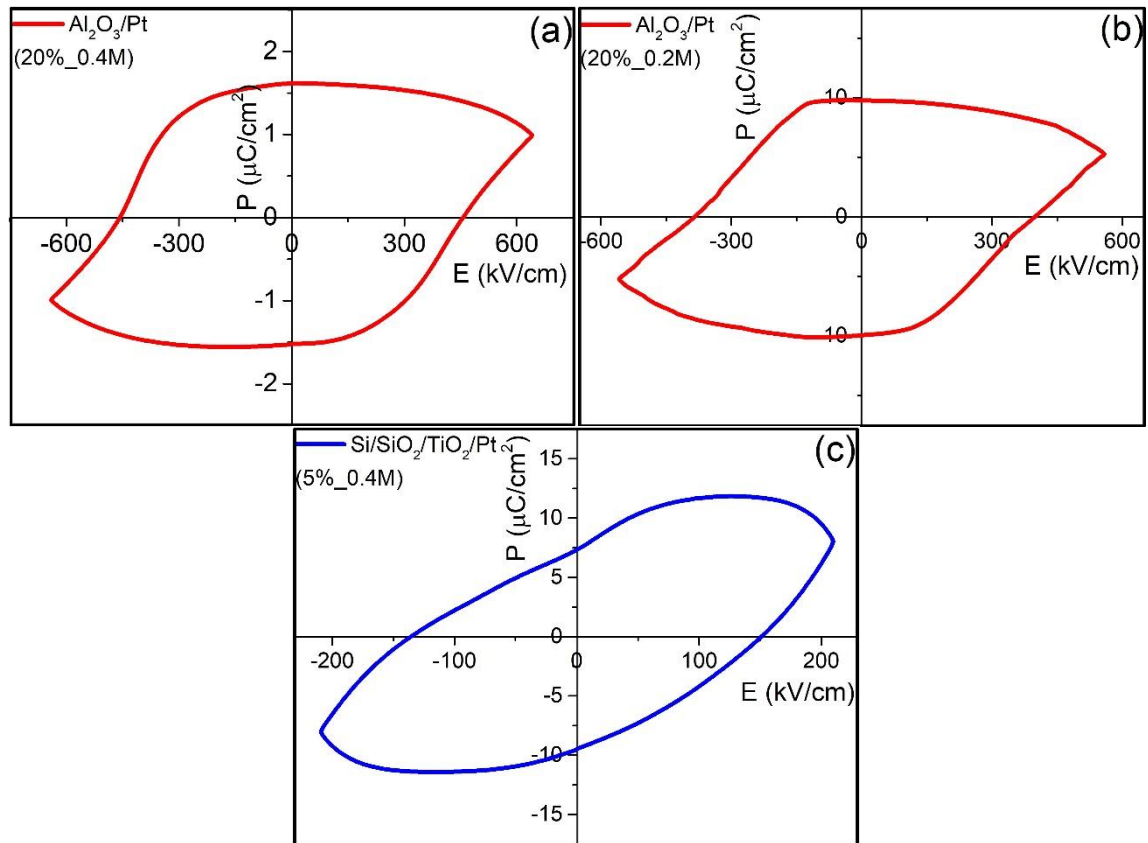 Al₂O₃/Pt
(20%_0.4M)
(a)
P (μC/cm²)
2
1
0
-1
-2
-600 -300 0 300 600
E (kV/cm)
Al₂O₃/Pt
(20%_0.2M)
(b)
P (μC/cm²)
10
0
10
-600 -300 0 300 600
E (kV/cm)
Si/SiO₂/TiO₂/Pt
(5%_0.4M)
(c)
P (μC/cm²)
15
10
5
0
-5
-10
-15
-200 -100 0 100 200
E (kV/cm)